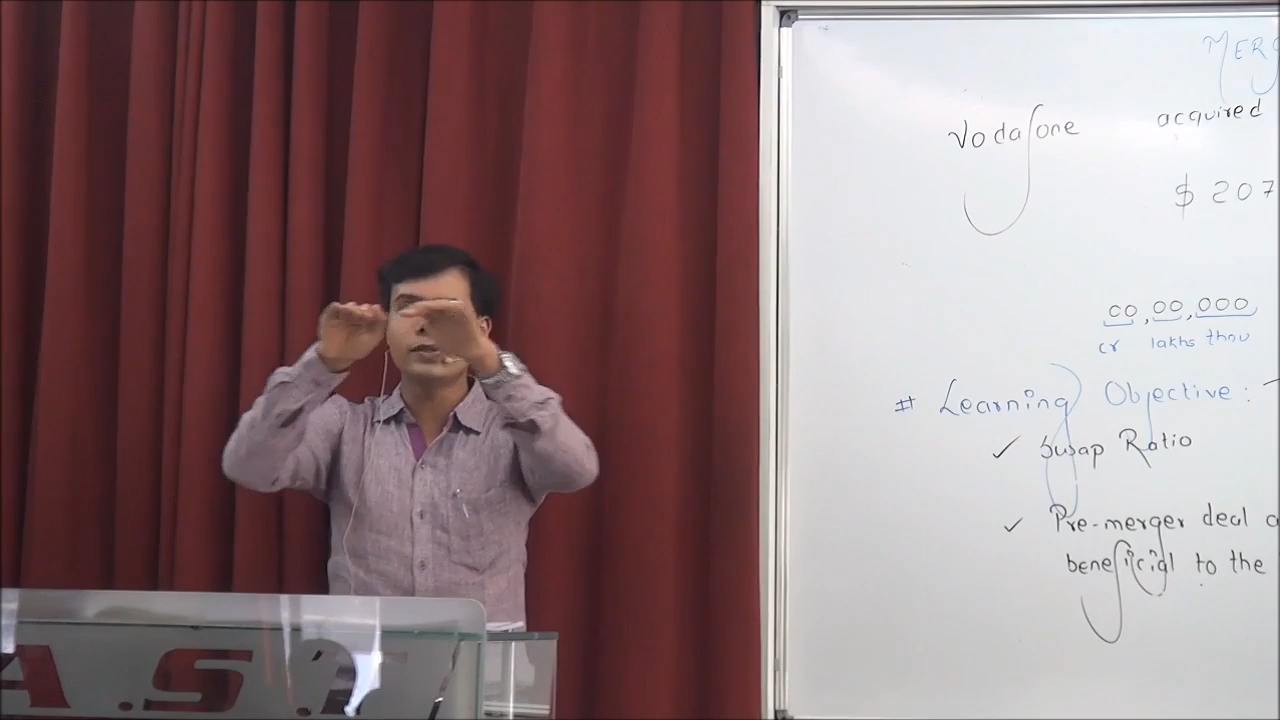 MERG
Vodafone acquired
$ 207
00,00,000
cr lakhs thou
# Learning Objective:
✓ Swap Ratio
✓ Pre-merger deal
beneficial to the
A.S.